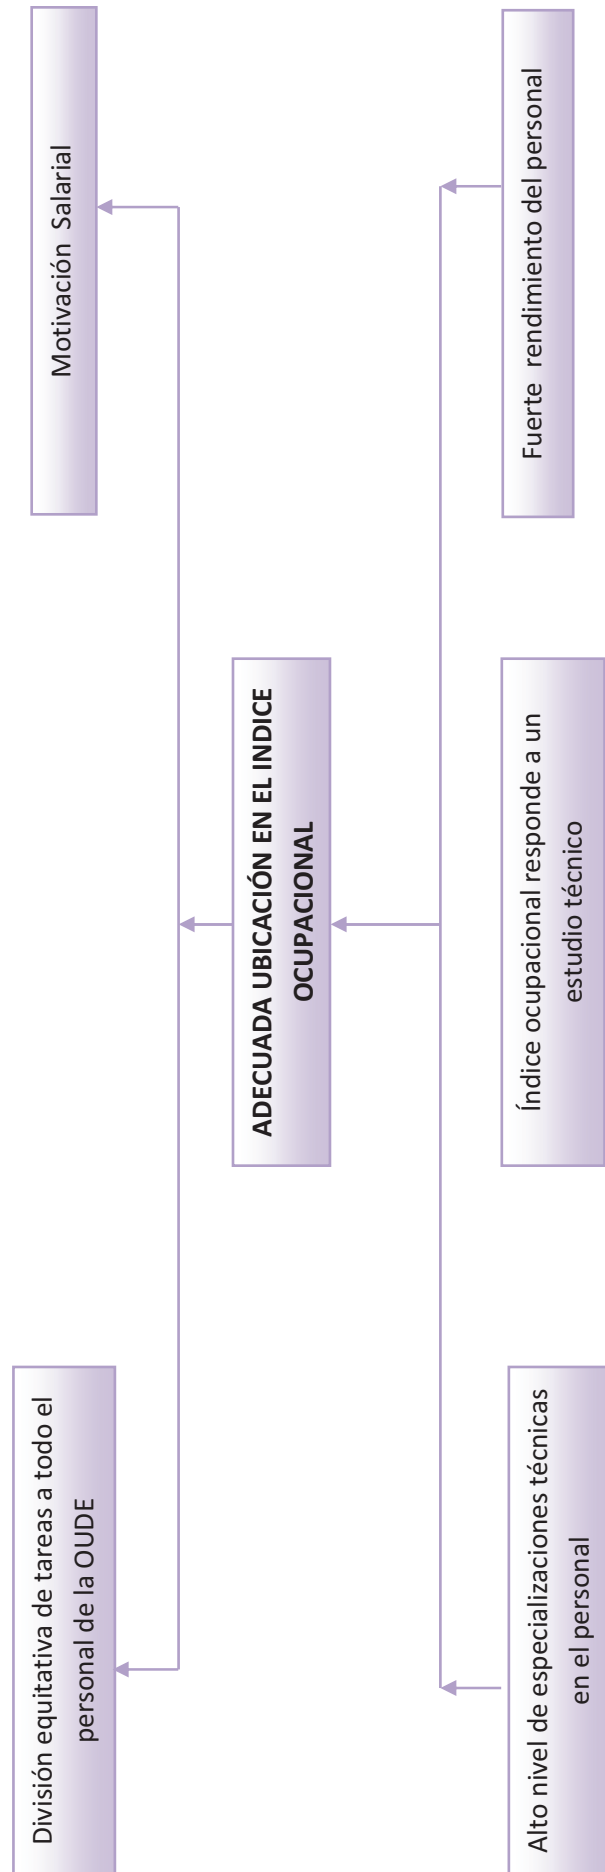 División equitativa de tareas a todo el
personal de la OUDE
Motivación Salarial
ADECUADA UBICACIÓN EN EL INDICE
OCUPACIONAL
Alto nivel de especializaciones técnicas
en el personal
Índice ocupacional responde a un
estudio técnico
Fuerte rendimiento del personal